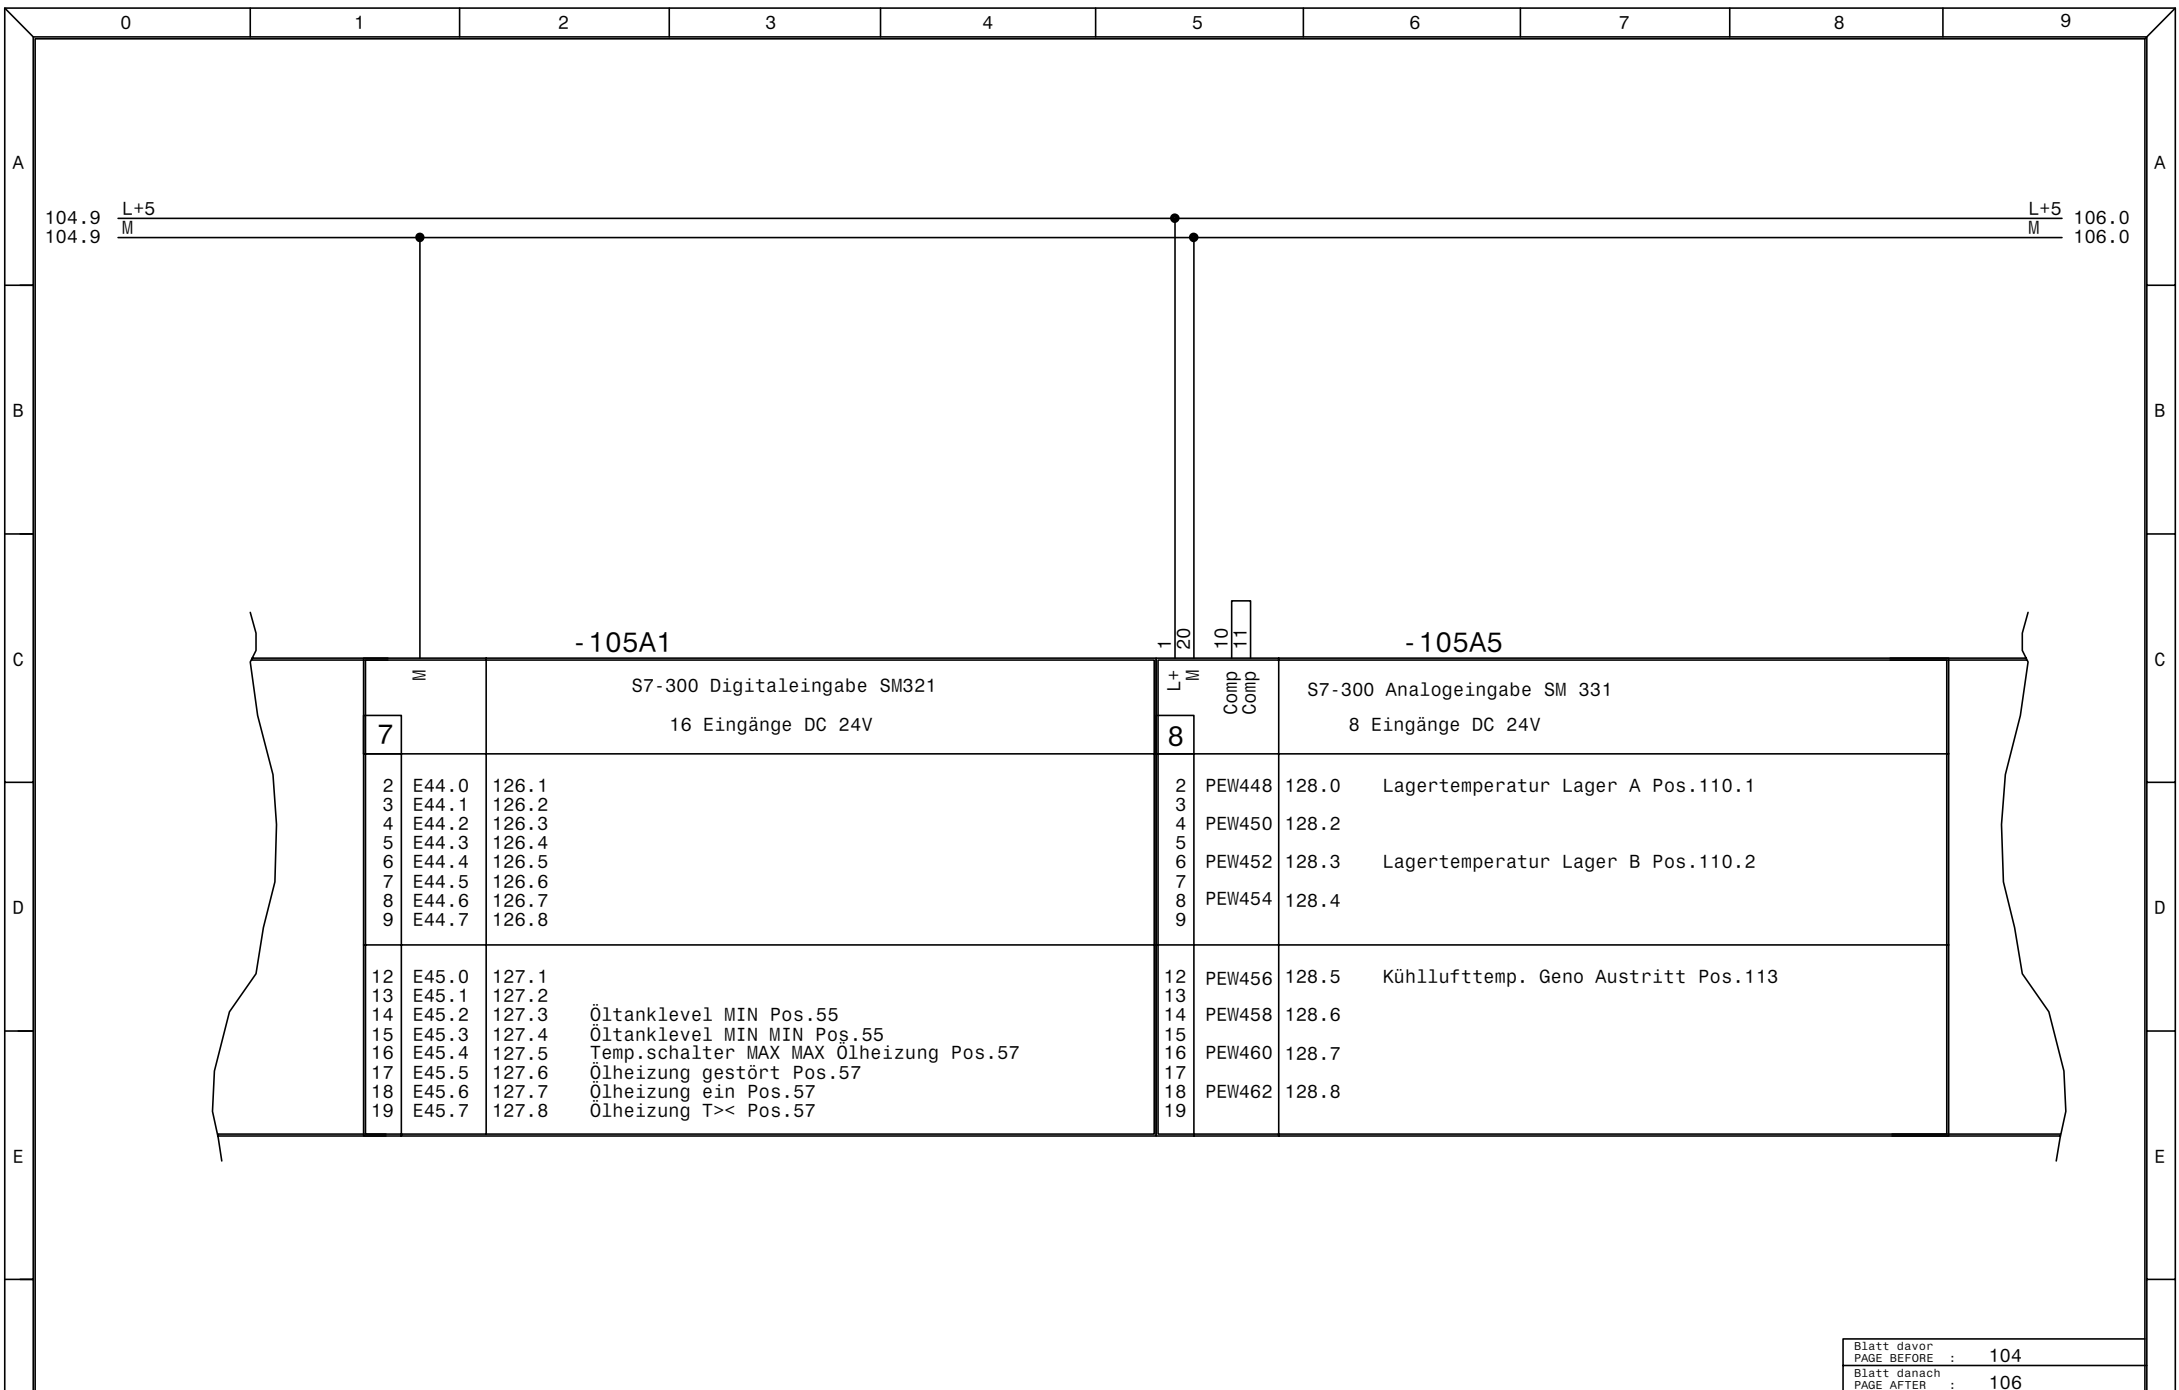 0 1 2 3 4 5 6 7 8 9
A A
L+5 L+5
104.9 106.0
M M
104.9 106.0
B B
-105A1 1 20 10 11 -105A5
C C
M L+ M Comp Comp
S7-300 Digitaleingabe SM321 S7-300 Analogeingabe SM 331
16 Eingänge DC 24V 8 Eingänge DC 24V
7 8
2 E44.0 126.1 2 PEW448 128.0 Lagertemperatur Lager A Pos.110.1
3 E44.1 126.2 3
4 E44.2 126.3 4 PEW450 128.2
5 E44.3 126.4 5
6 E44.4 126.5 6 PEW452 128.3 Lagertemperatur Lager B Pos.110.2
7 E44.5 126.6 7
8 E44.6 126.7 8 PEW454 128.4
D D
9 E44.7 126.8 9
12 E45.0 127.1 12 PEW456 128.5 Kühllufttemp. Geno Austritt Pos.113
13 E45.1 127.2 13
14 E45.2 127.3 Öltanklevel MIN Pos.55 14 PEW458 128.6
15 E45.3 127.4 Öltanklevel MIN MIN Pos.55 15
16 E45.4 127.5 Temp.schalter MAX MAX Ölheizung Pos.57 16 PEW460 128.7
17 E45.5 127.6 Ölheizung gestört Pos.57 17
18 E45.6 127.7 Ölheizung ein Pos.57 18 PEW462 128.8
19 E45.7 127.8 Ölheizung T>< Pos.57 19
E E
Blatt davor
PAGE BEFORE : 104
Blatt danach
PAGE AFTER : 106